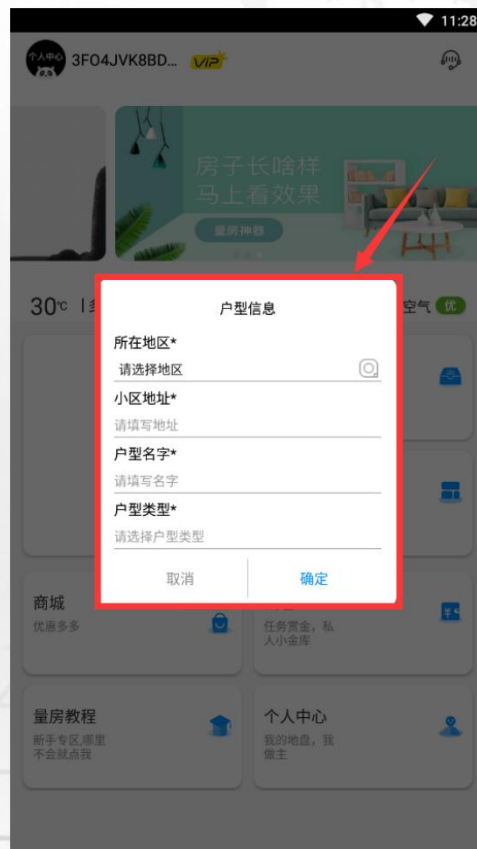 11:28
个人中心
3FO4JVK8BD...
VIP
房子长啥样
马上看效果
量房神器
30℃
空气 优
户型信息
所在地区*
请选择地区
小区地址*
请填写地址
户型名字*
请填写名字
户型类型*
请选择户型类型
取消
确定
商城
优惠多多
任务赏金，私
人小金库
量房教程
新手专区,哪里
不会就点我
个人中心
我的地盘，我
做主